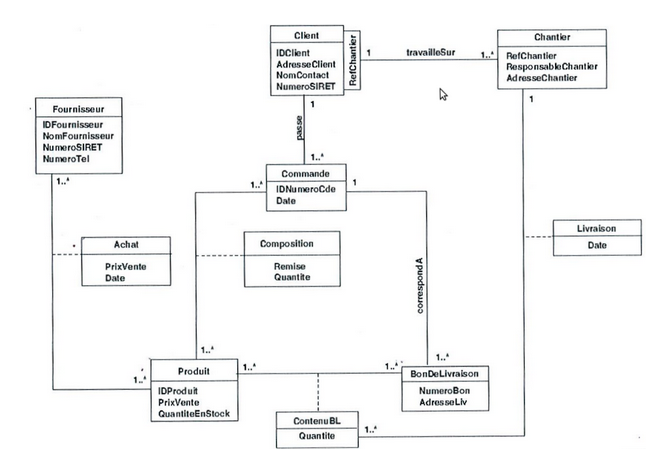 Client
IDClient
AdresseClient
NomContact
NumeroSIRET
RefChantier
1
travailleSur
1..*
Chantier
RefChantier
ResponsableChantier
AdresseChantier
1
1
passe
1..*
Fournisseur
IDFournisseur
NomFournisseur
NumeroSIRET
NumeroTel
1..*
Commande
IDNumeroCde
Date
1..*
1
Achat
PrixVente
Date
*
Composition
Remise
Quantite
correspondA
Livraison
Date
1..*
1..*
Produit
IDProduit
PrixVente
QuantiteEnStock
1..*
1..*
1..*
1..*
BonDeLivraison
NumeroBon
AdresseLiv
ContenuBL
Quantite
1..*